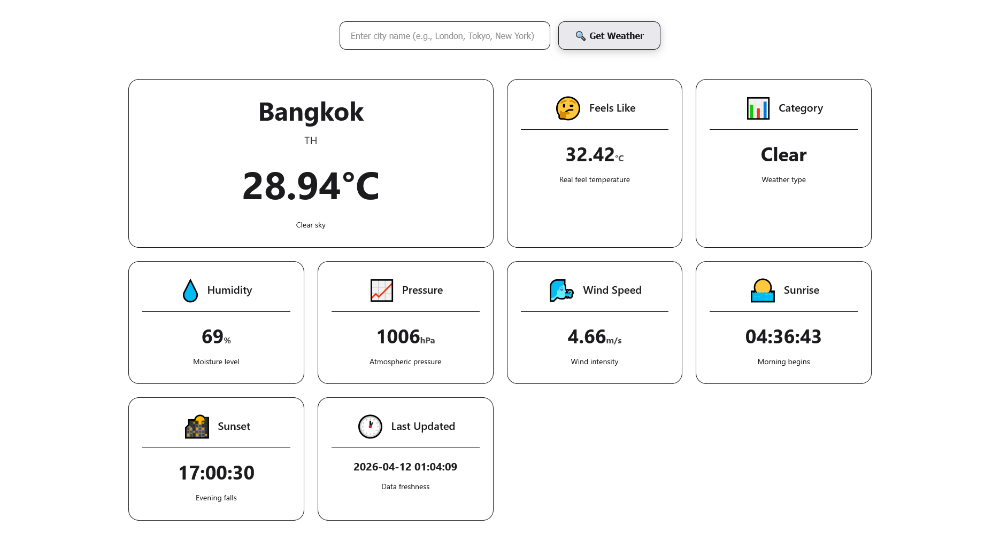 Enter city name (e.g., London, Tokyo, New York)
🔍 Get Weather
Bangkok
TH
28.94°C
Clear sky
Feels Like
32.42°C
Real feel temperature
Category
Clear
Weather type
Humidity
69%
Moisture level
Pressure
1006hPa
Atmospheric pressure
Wind Speed
4.66m/s
Wind intensity
Sunrise
04:36:43
Morning begins
Sunset
17:00:30
Evening falls
Last Updated
2026-04-12 01:04:09
Data freshness